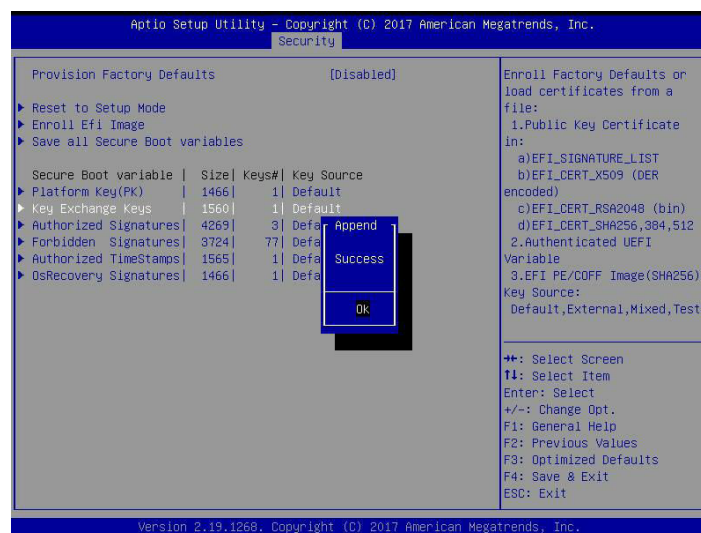 Aptio Setup Utility – Copyright (C) 2017 American Megatrends, Inc.
Security
Provision Factory Defaults [Disabled]
Reset to Setup Mode
Enroll Efi Image
Save all Secure Boot variables
Secure Boot variable | Size| Keys#| Key Source
Platform Key(PK) | 1466| 1| Default
Key Exchange Keys | 1560| 1| Default
Authorized Signatures| 4269| 3| Defa
Forbidden Signatures| 3724| 77| Defa
Authorized TimeStamps| 1565| 1| Defa
OsRecovery Signatures| 1466| 1| Defa
Append
Success
Ok
Enroll Factory Defaults or
load certificates from a
file:
1.Public Key Certificate
in:
a)EFI_SIGNATURE_LIST
b)EFI_CERT_X509 (DER
encoded)
c)EFI_CERT_RSA2048 (bin)
d)EFI_CERT_SHA256,384,512
2.Authenticated UEFI
Variable
3.EFI PE/COFF Image(SHA256)
Key Source:
Default,External,Mixed,Test
→←: Select Screen
↑↓: Select Item
Enter: Select
+/-: Change Opt.
F1: General Help
F2: Previous Values
F3: Optimized Defaults
F4: Save & Exit
ESC: Exit
Version 2.19.1268. Copyright (C) 2017 American Megatrends, Inc.